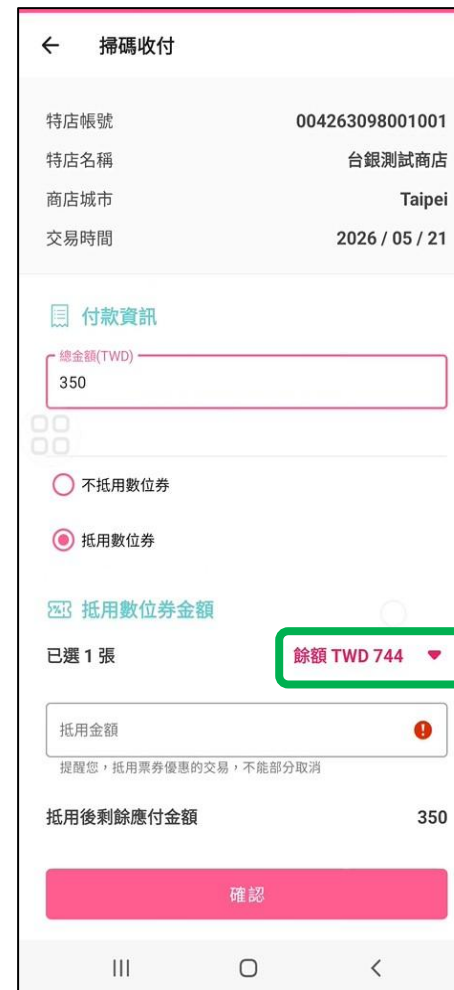 掃碼收付
特店帳號 004263098001001
特店名稱 台銀測試商店
商店城市 Taipei
交易時間 2026 / 05 / 21
付款資訊
總金額(TWD)
350
不抵用數位券
抵用數位券
抵用數位券金額
已選 1 張 餘額 TWD 744
抵用金額
提醒您，抵用票券優惠的交易，不能部分取消
抵用後剩餘應付金額 350
確認